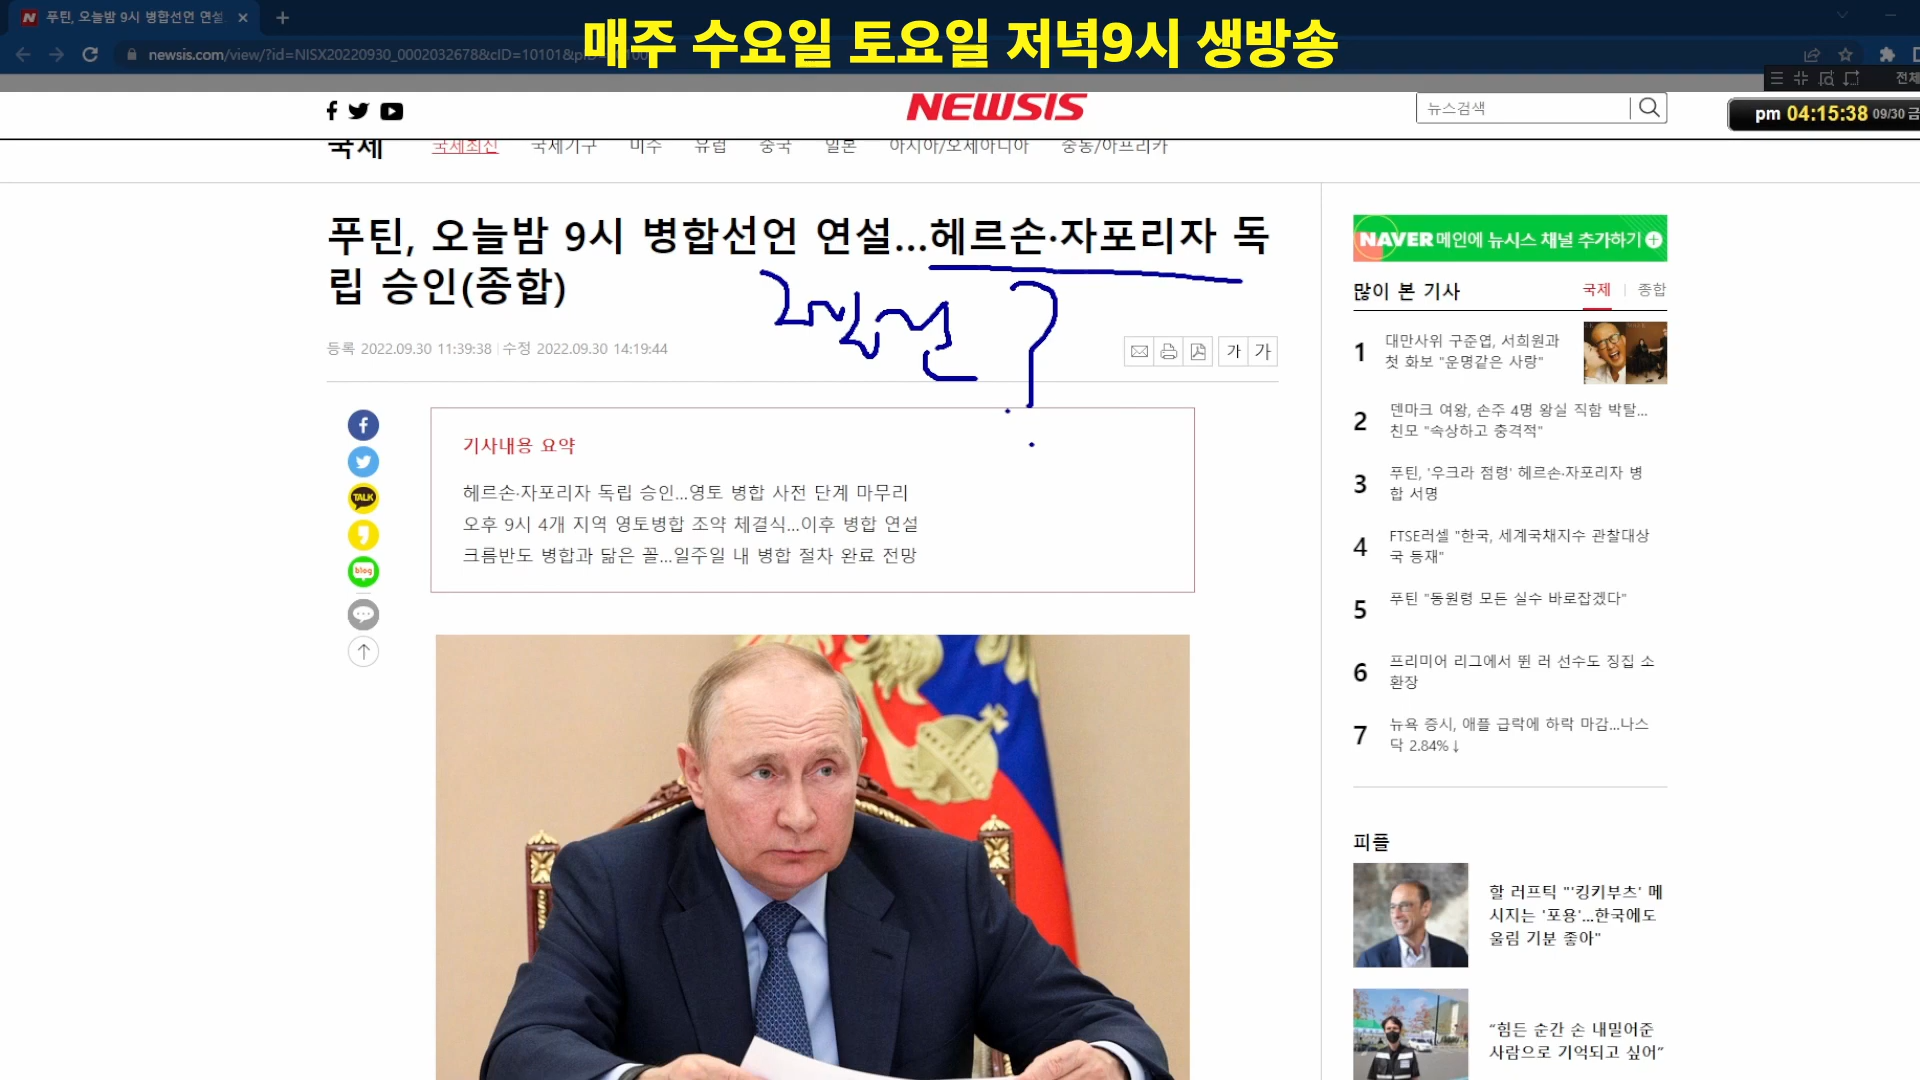 푸틴, 오늘밤 9시 병합선언 연설
매주 수요일 토요일 저녁9시 생방송
newsis.com/view/?id=NISX20220930_0002032678&cID=10101&
전체
f
NEWSIS
뉴스검색
pm 04:15:38 09/30 금
국제 국제최신 국제기구 미주 유럽 중국 일본 아시아/오세아니아 중동/아프리카
푸틴, 오늘밤 9시 병합선언 연설...헤르손·자포리자 독
립 승인(종합)
?
등록 2022.09.30 11:39:38 | 수정 2022.09.30 14:19:44
가 가
f
TALK
blog
기사내용 요약
헤르손·자포리자 독립 승인...영토 병합 사전 단계 마무리
오후 9시 4개 지역 영토병합 조약 체결식...이후 병합 연설
크름반도 병합과 닮은 꼴...일주일 내 병합 절차 완료 전망
NAVER 메인에 뉴시스 채널 추가하기
많이 본 기사 국제 | 종합
1 대만사위 구준엽, 서희원과
첫 화보 "운명같은 사랑"
2 덴마크 여왕, 손주 4명 왕실 직함 박탈...
친모 "속상하고 충격적"
3 푸틴, '우크라 점령' 헤르손·자포리자 병
합 서명
4 FTSE러셀 "한국, 세계국채지수 관찰대상
국 등재"
5 푸틴 "동원령 모든 실수 바로잡겠다"
6 프리미어 리그에서 뛴 러 선수도 징집 소
환장
7 뉴욕 증시, 애플 급락에 하락 마감...나스
닥 2.84%↓
피플
할 러프틱 "'킹키부츠' 메
시지는 '포용'...한국에도
울림 기분 좋아"
“힘든 순간 손 내밀어준
사람으로 기억되고 싶어”